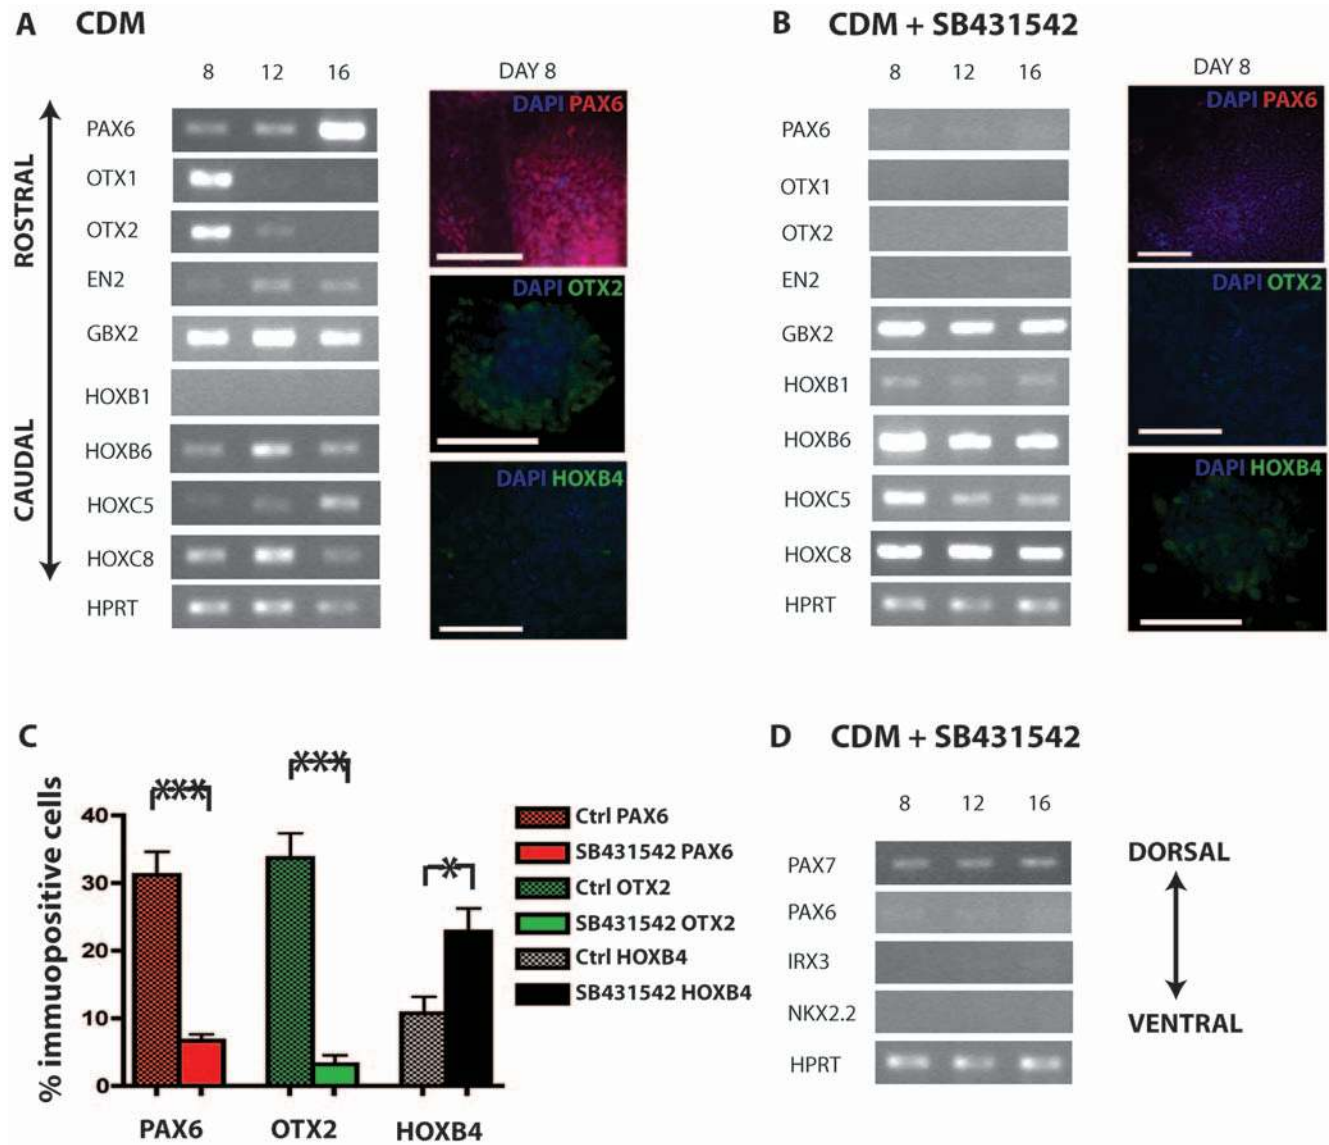 A CDM
8 12 16
DAY 8
ROSTRAL
CAUDAL
PAX6
OTX1
OTX2
EN2
GBX2
HOXB1
HOXB6
HOXC5
HOXC8
HPRT
DAPI PAX6
DAPI OTX2
DAPI HOXB4
B CDM + SB431542
8 12 16
DAY 8
PAX6
OTX1
OTX2
EN2
GBX2
HOXB1
HOXB6
HOXC5
HOXC8
HPRT
DAPI PAX6
DAPI OTX2
DAPI HOXB4
C
% immuopositive cells
40
30
20
10
0
***
***
*
PAX6 OTX2 HOXB4
Ctrl PAX6
SB431542 PAX6
Ctrl OTX2
SB431542 OTX2
Ctrl HOXB4
SB431542 HOXB4
D CDM + SB431542
8 12 16
PAX7
PAX6
IRX3
NKX2.2
HPRT
DORSAL
VENTRAL